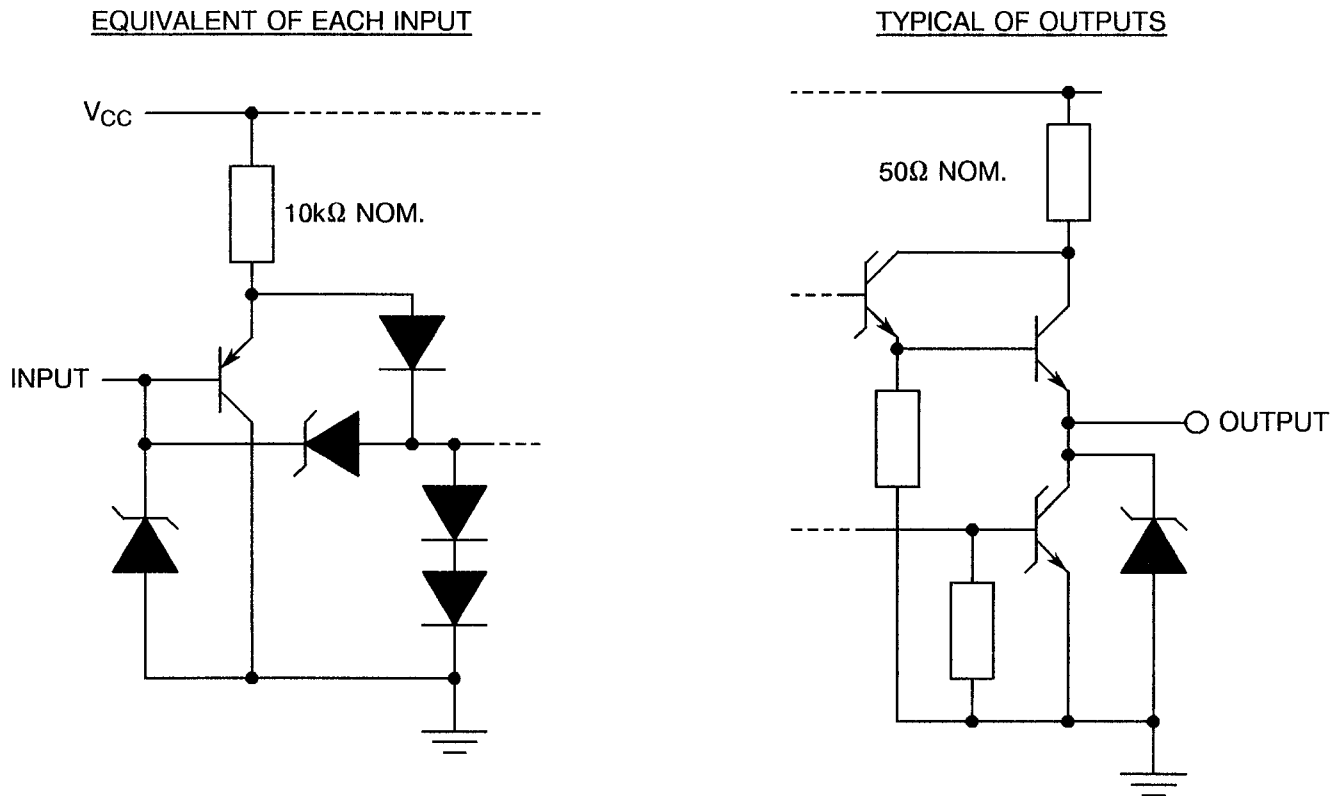 EQUIVALENT OF EACH INPUT
TYPICAL OF OUTPUTS
VCC
10kΩ NOM.
INPUT
50Ω NOM.
OUTPUT